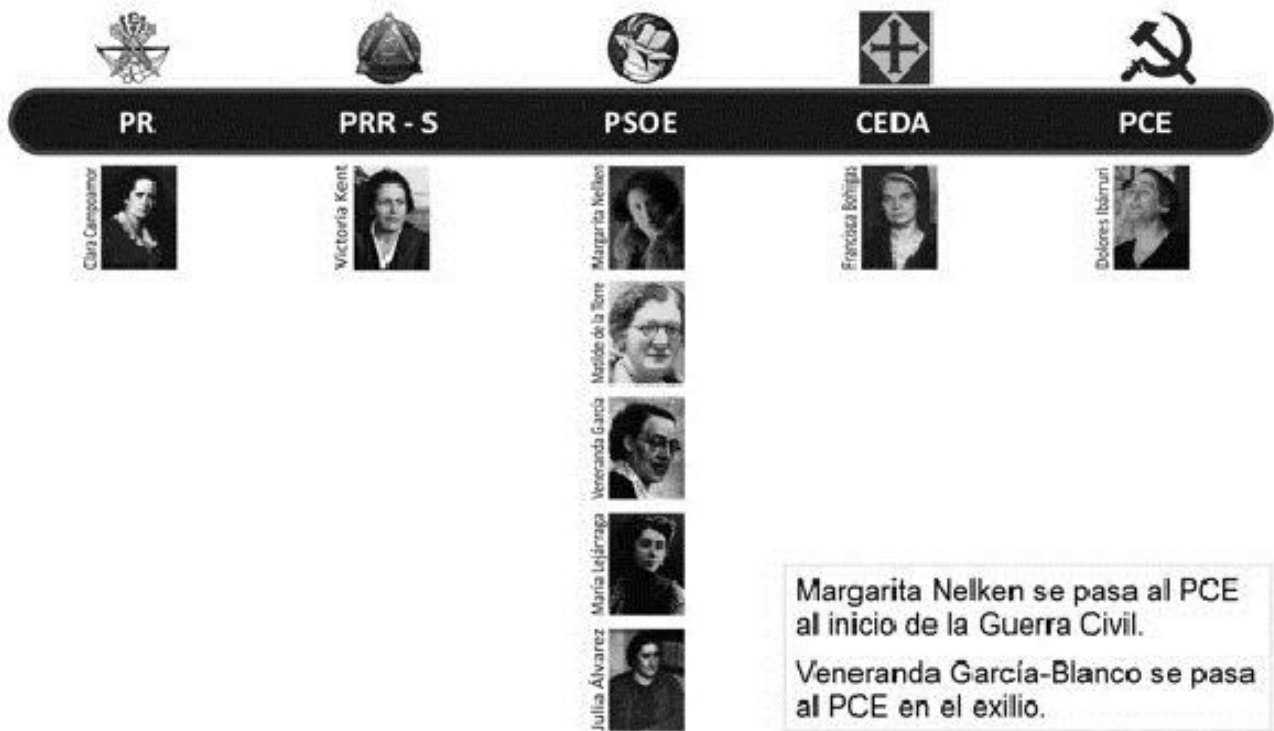 PR
PRR - S
PSOE
CEDA
PCE
Clara Campoamor
Victoria Kent
Margarita Nelken
Francisca Bohigas
Dolores Ibárruri
Matilde de la Torre
Veneranda García
María Lejárraga
Julia Álvarez
Margarita Nelken se pasa al PCE
al inicio de la Guerra Civil.
Veneranda García-Blanco se pasa
al PCE en el exilio.